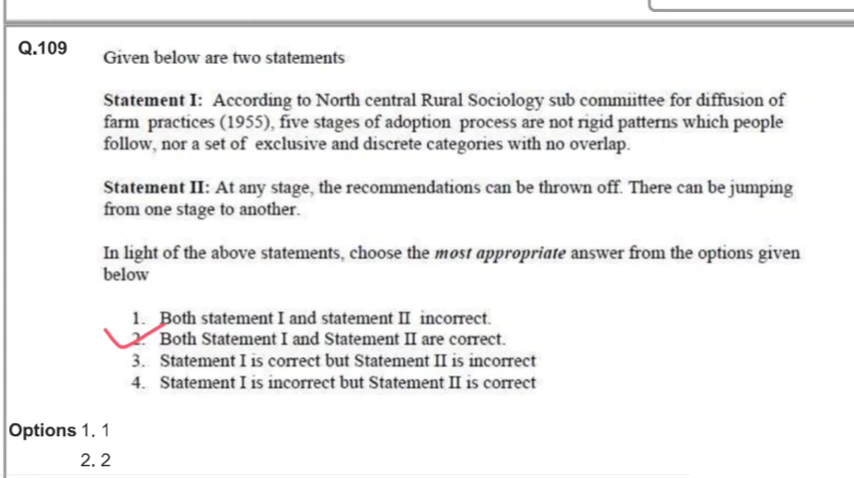 Q.109
Given below are two statements
Statement I: According to North central Rural Sociology sub commiittee for diffusion of
farm practices (1955), five stages of adoption process are not rigid patterns which people
follow, nor a set of exclusive and discrete categories with no overlap.
Statement II: At any stage, the recommendations can be thrown off. There can be jumping
from one stage to another.
In light of the above statements, choose the most appropriate answer from the options given
below
1. Both statement I and statement II incorrect.
2. Both Statement I and Statement II are correct.
3. Statement I is correct but Statement II is incorrect
4. Statement I is incorrect but Statement II is correct
Options 1. 1
2. 2